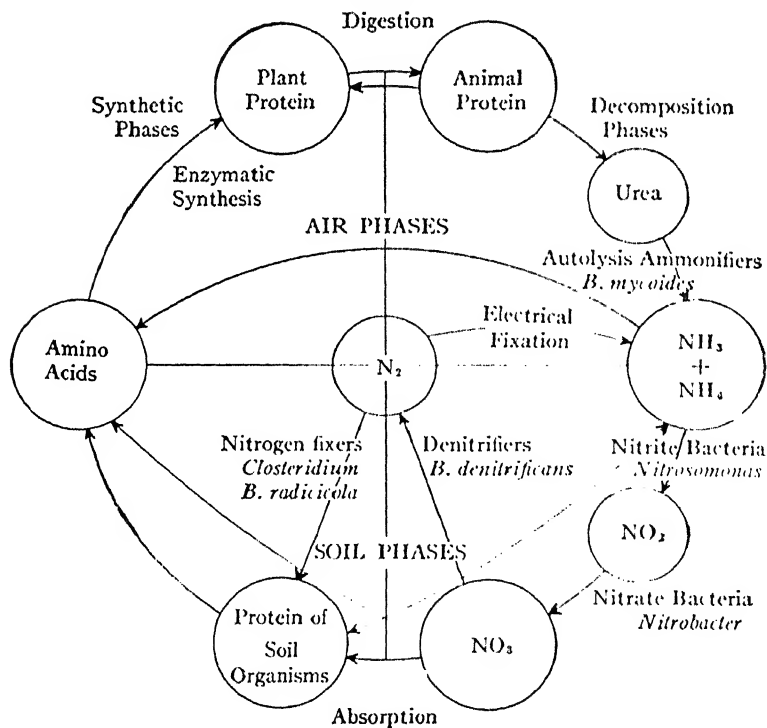 Digestion
Plant
Protein
Animal
Protein
Synthetic
Phases
Decomposition
Phases
Enzymatic
Synthesis
Urea
AIR PHASES
Autolysis Ammonifiers
B. mycoides
Electrical
Fixation
Amino
Acids
N₂
NH₃
+
NH₄
Nitrogen fixers
Closteridium
B. radicicola
Denitrifiers
B. denitrificans
Nitrite Bacteria
Nitrosomonas
SOIL PHASES
NO₂
Nitrate Bacteria
Nitrobacter
Protein of
Soil
Organisms
NO₃
Absorption